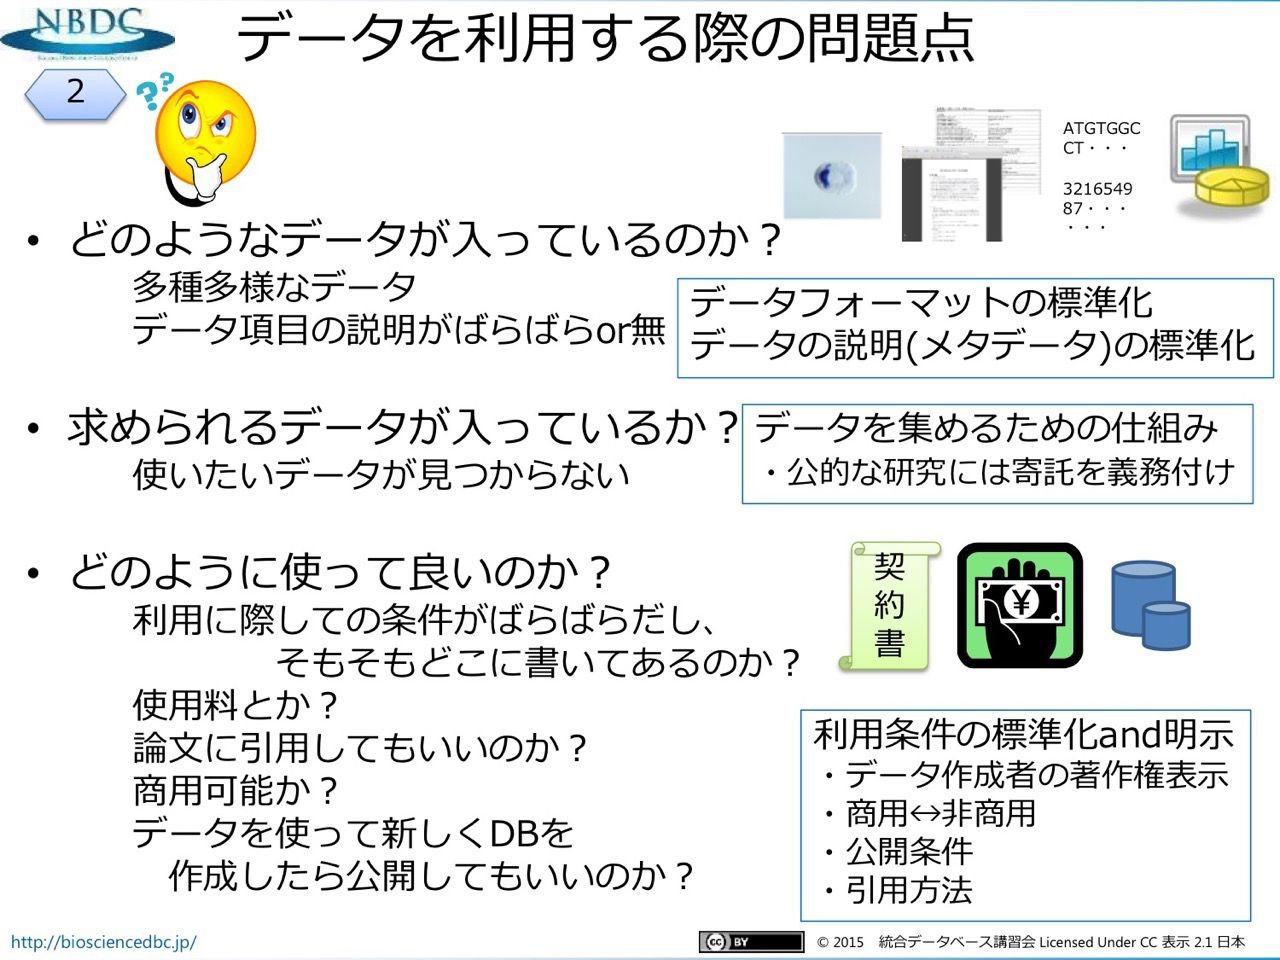 NBDC
データを利用する際の問題点
2
??
ATGTGGC
CT・・・
3216549
87・・・
・・・
• どのようなデータが入っているのか？
多種多様なデータ
データ項目の説明がばらばらor無
データフォーマットの標準化
データの説明(メタデータ)の標準化
• 求められるデータが入っているか？
使いたいデータが見つからない
データを集めるための仕組み
・公的な研究には寄託を義務付け
• どのように使って良いのか？
利用に際しての条件がばらばらだし、
そもそもどこに書いてあるのか？
使用料とか？
論文に引用してもいいのか？
商用可能か？
データを使って新しくDBを
作成したら公開してもいいのか？
契
約
書
¥
利用条件の標準化and明示
・データ作成者の著作権表示
・商用↔非商用
・公開条件
・引用方法
http://biosciencedbc.jp/
cc BY
© 2015　統合データベース講習会 Licensed Under CC 表示 2.1 日本